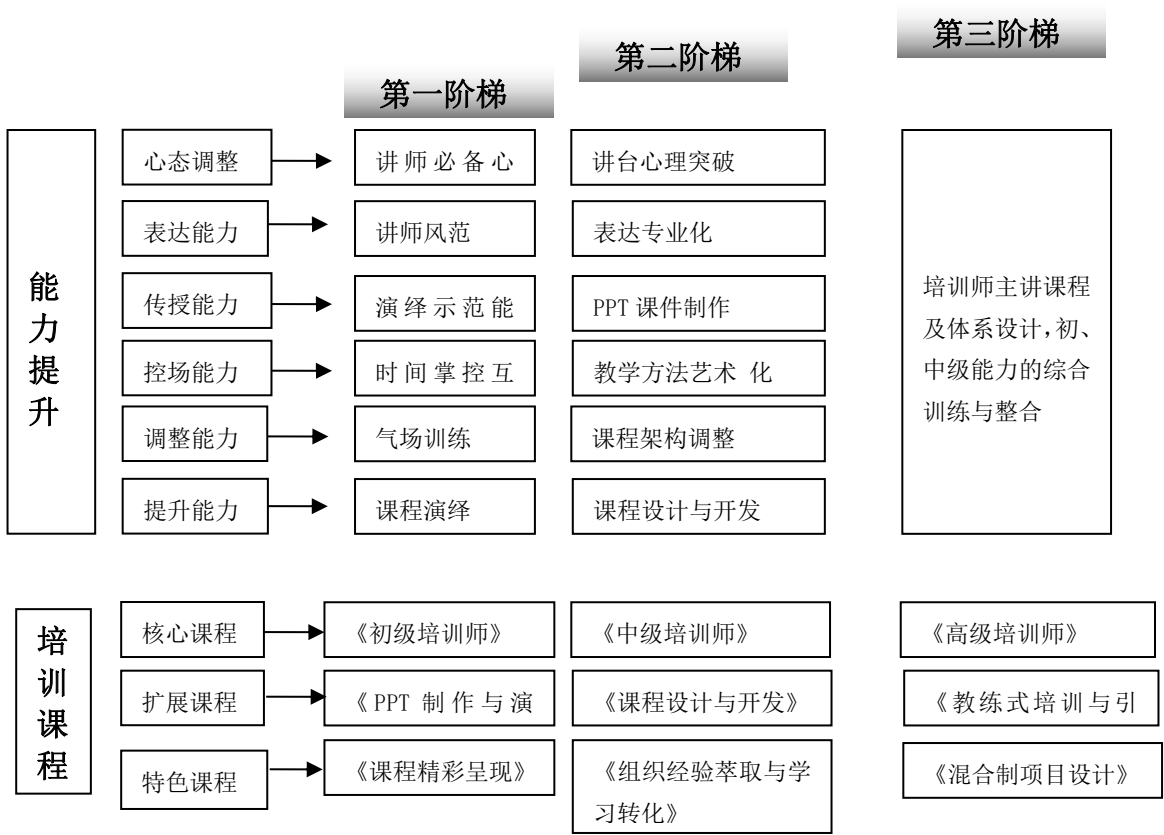 第一阶梯
第二阶梯
第三阶梯
能力提升
心态调整
讲师必备心
讲台心理突破
表达能力
讲师风范
表达专业化
传授能力
演绎示范能
PPT 课件制作
控场能力
时间掌控互
教学方法艺术 化
调整能力
气场训练
课程架构调整
提升能力
课程演绎
课程设计与开发
培训师主讲课程
及体系设计,初、
中级能力的综合
训练与整合
培训课程
核心课程
《初级培训师》
《中级培训师》
《高级培训师》
扩展课程
《PPT 制作与演
《课程设计与开发》
《教练式培训与引
特色课程
《课程精彩呈现》
《组织经验萃取与学
习转化》
《混合制项目设计》